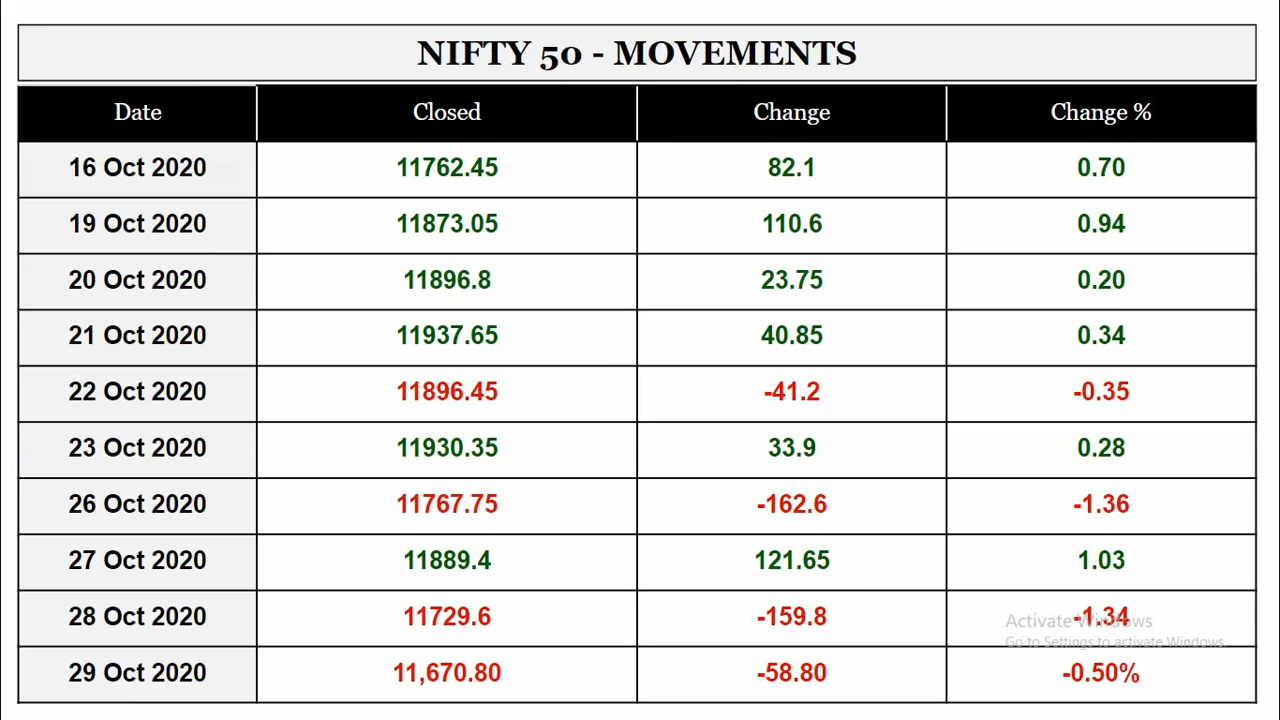 NIFTY 50 - MOVEMENTS
Date Closed Change Change %
16 Oct 2020 11762.45 82.1 0.70
19 Oct 2020 11873.05 110.6 0.94
20 Oct 2020 11896.8 23.75 0.20
21 Oct 2020 11937.65 40.85 0.34
22 Oct 2020 11896.45 -41.2 -0.35
23 Oct 2020 11930.35 33.9 0.28
26 Oct 2020 11767.75 -162.6 -1.36
27 Oct 2020 11889.4 121.65 1.03
28 Oct 2020 11729.6 -159.8 -1.34
Activate Windows
Go to Settings to activate Windows.
29 Oct 2020 11,670.80 -58.80 -0.50%